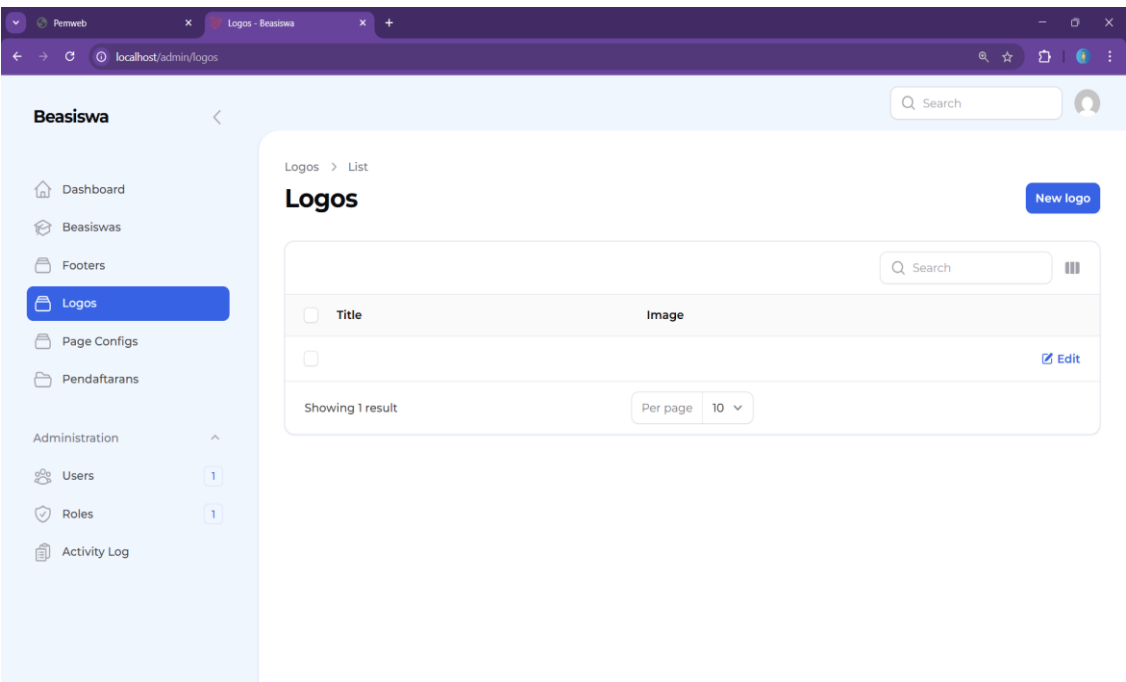 Pemweb
Logos - Beasiswa
localhost/admin/logos
Beasiswa
Search
Dashboard
Beasiswas
Footers
Logos
Page Configs
Pendaftarans
Administration
Users 1
Roles 1
Activity Log
Logos > List
Logos
New logo
Search
Title Image
Edit
Showing 1 result
Per page 10